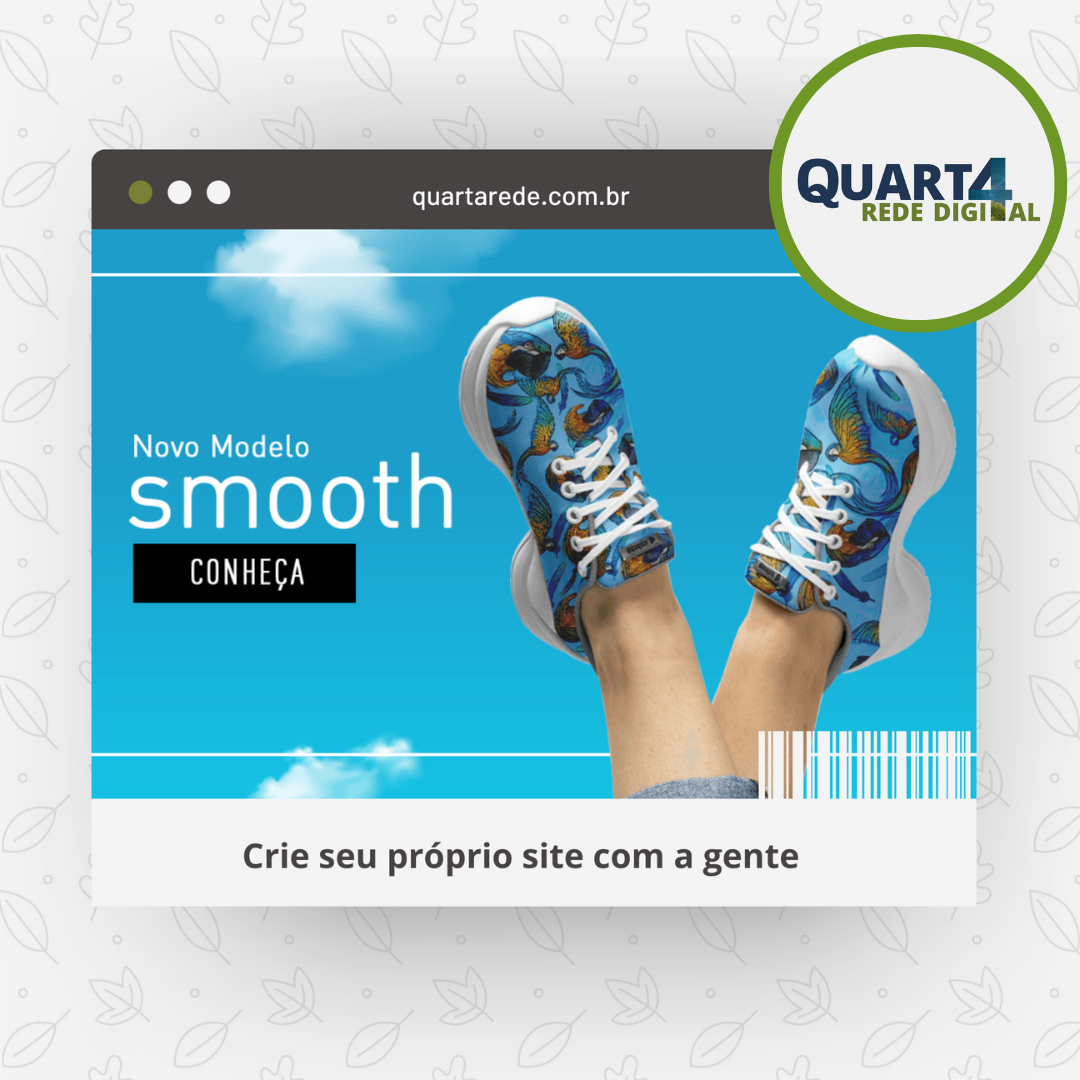 QUART4
REDE DIGITAL
quartarede.com.br
Novo Modelo
smooth
CONHEÇA
Crie seu próprio site com a gente